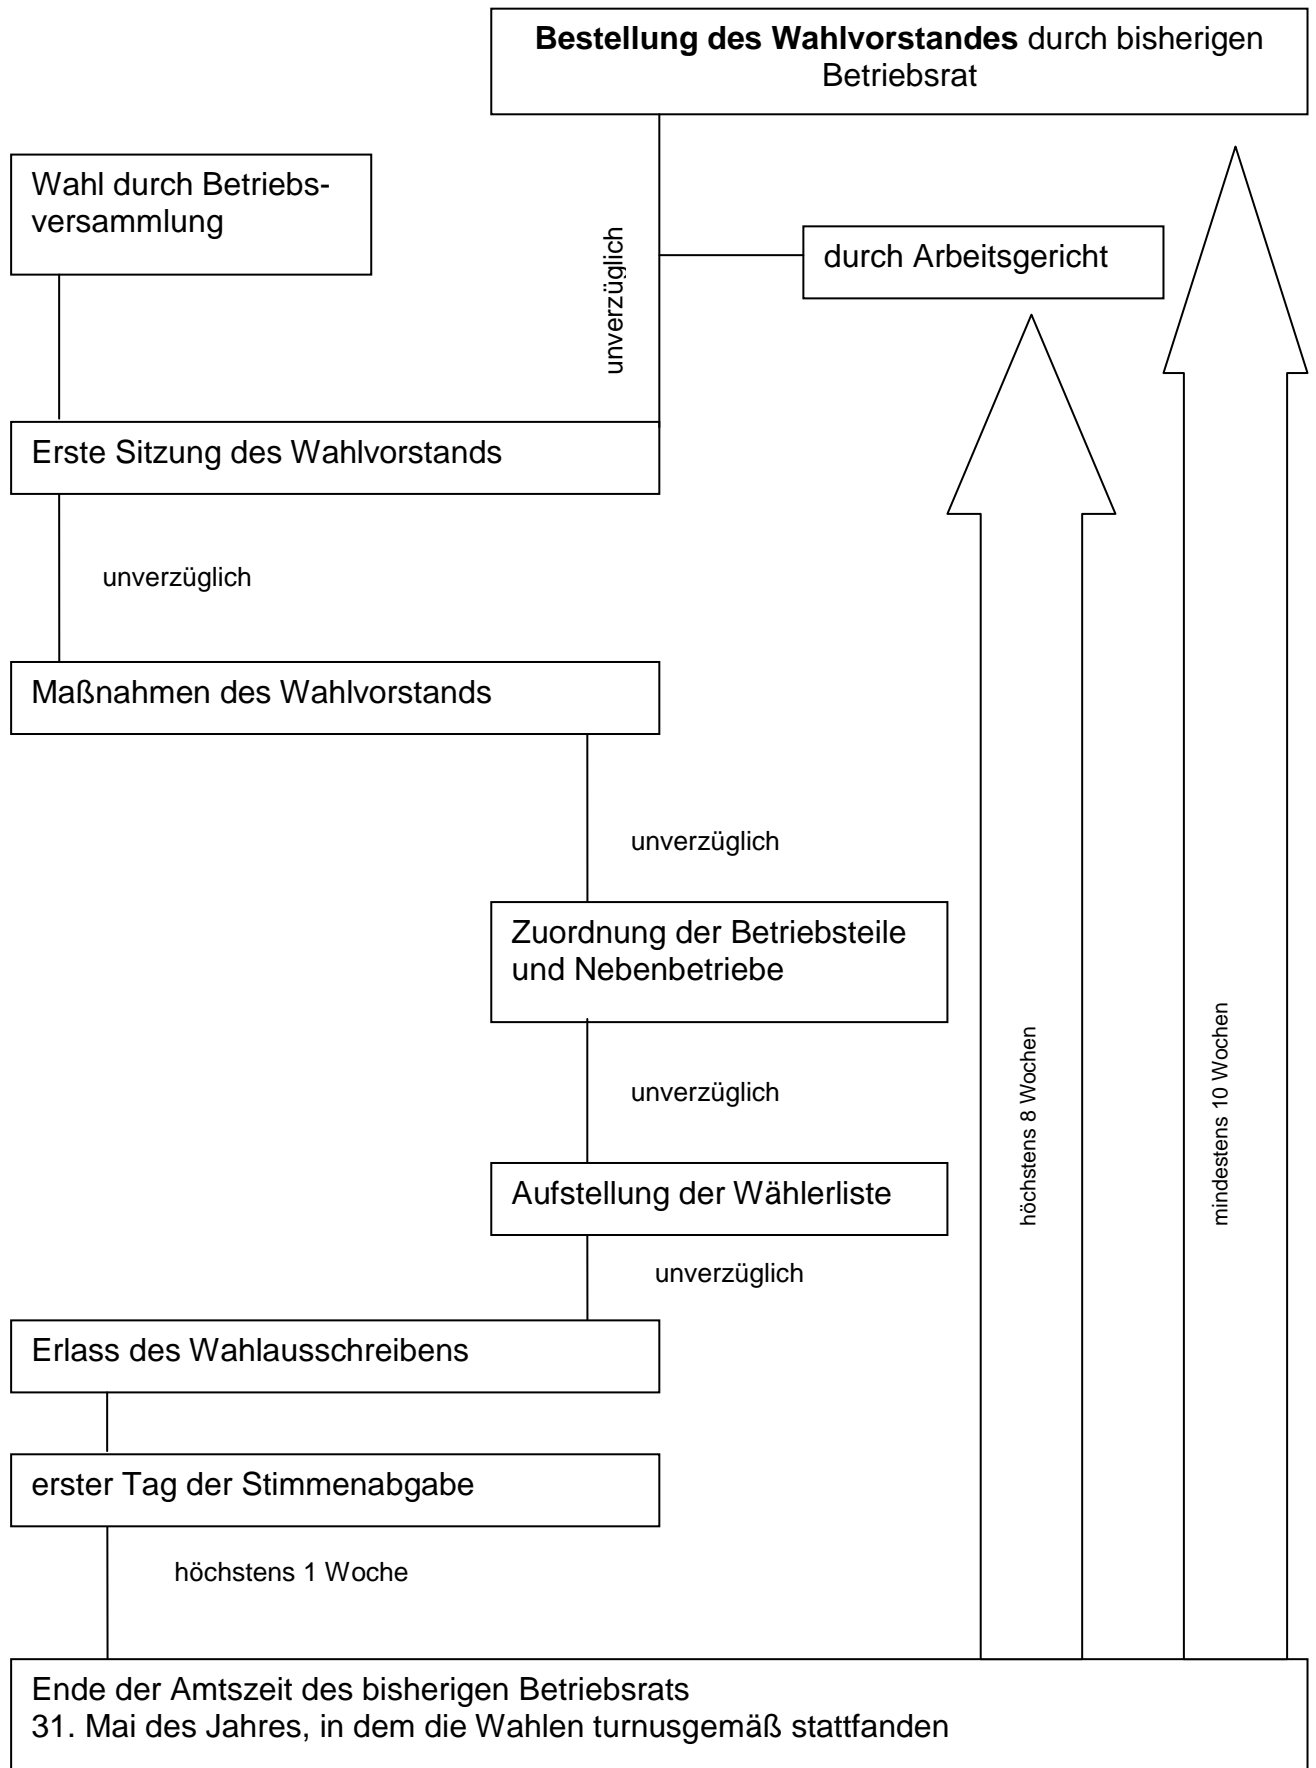 Bestellung des Wahlvorstandes durch bisherigen
Betriebsrat
Wahl durch Betriebs-
versammlung
unverzüglich
durch Arbeitsgericht
Erste Sitzung des Wahlvorstands
unverzüglich
Maßnahmen des Wahlvorstands
unverzüglich
Zuordnung der Betriebsteile
und Nebenbetriebe
höchstens 8 Wochen
mindestens 10 Wochen
unverzüglich
Aufstellung der Wählerliste
unverzüglich
Erlass des Wahlausschreibens
erster Tag der Stimmenabgabe
höchstens 1 Woche
Ende der Amtszeit des bisherigen Betriebsrats
31. Mai des Jahres, in dem die Wahlen turnusgemäß stattfanden